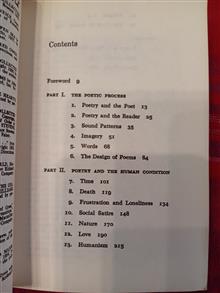 Contents
Foreword 9
PART I. THE POETIC PROCESS
1. Poetry and the Poet 13
2. Poetry and the Reader 25
3. Sound Patterns 35
4. Imagery 51
5. Words 68
6. The Design of Poems 84
PART II. POETRY AND THE HUMAN CONDITION
7. Time 101
8. Death 119
9. Frustration and Loneliness 134
10. Social Satire 148
11. Nature 170
12. Love 190
13. Humanism 215